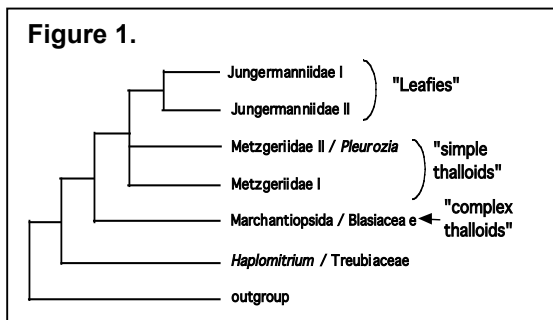 Figure 1.
Jungermanniidae I
Jungermanniidae II
"Leafies"
Metzgeriidae II / Pleurozia
Metzgeriidae I
"simple
thalloids"
Marchantiopsida / Blasiacea e
"complex
thalloids"
Haplomitrium / Treubiaceae
outgroup